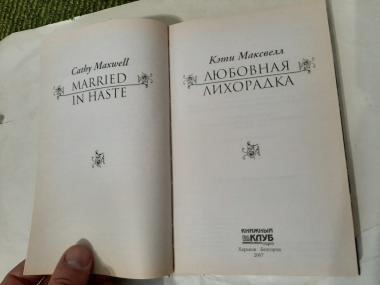 Cathy Maxwell
MARRIED
IN HASTE
Кэти Максвелл
ЛЮБОВНАЯ
ЛИХОРАДКА
КНИЖНЫЙ
КЛУБ
Харьков Белгород
2007